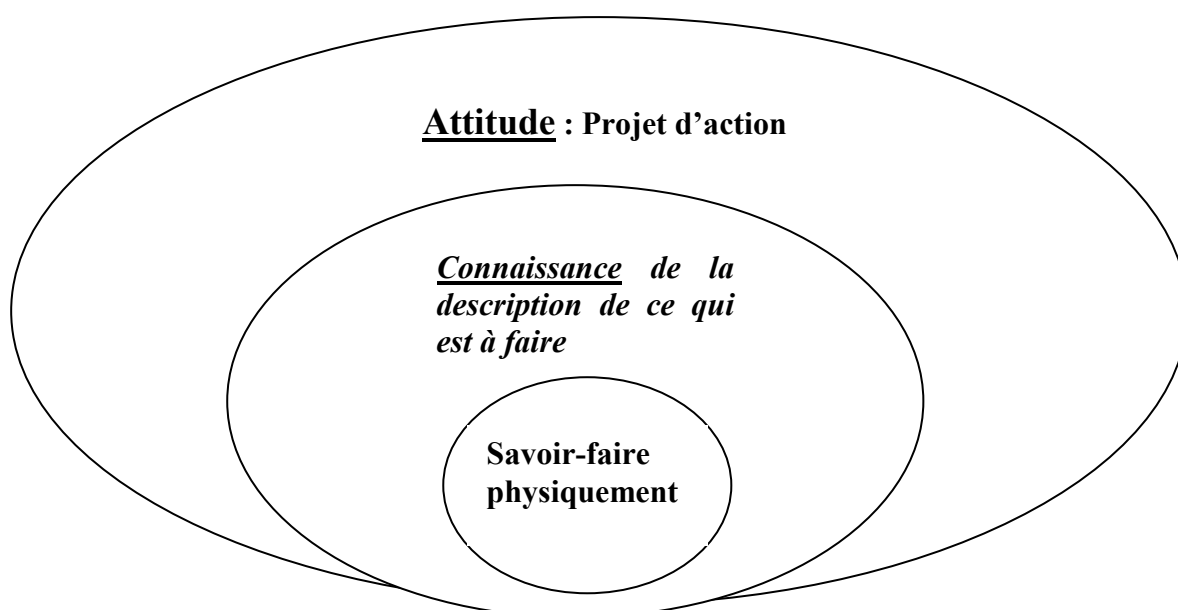 Attitude : Projet d’action
Connaissance de la
description de ce qui
est à faire
Savoir-faire
physiquement